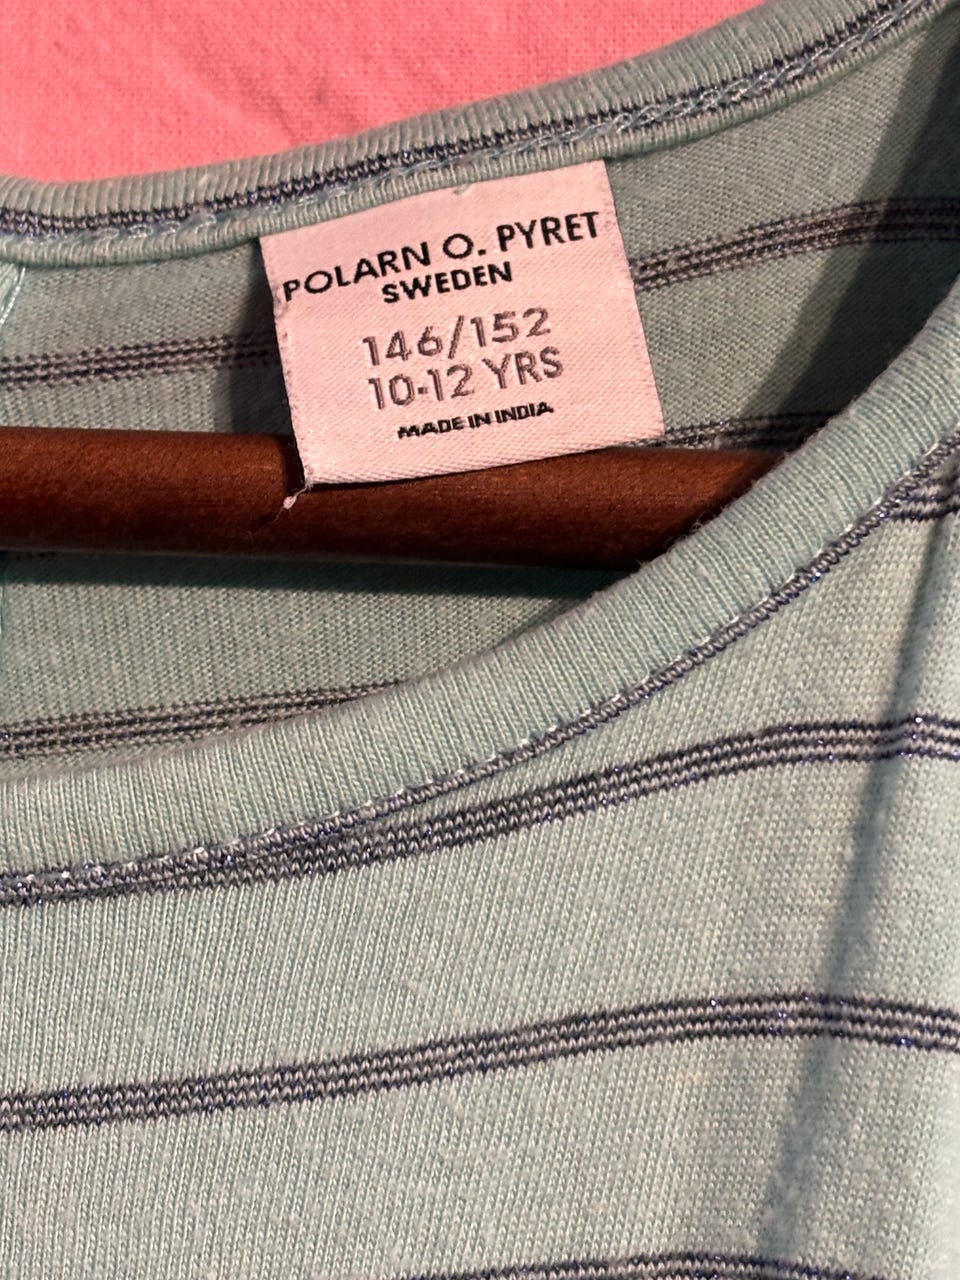 POLARN O. PYRET
SWEDEN
146/152
10-12 YRS
MADE IN INDIA